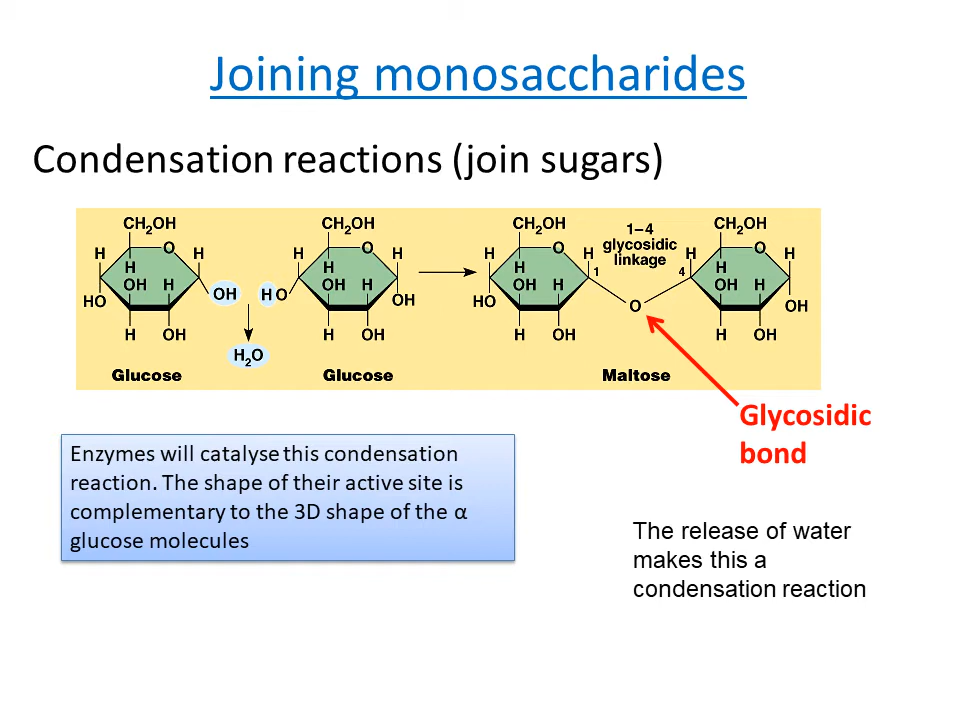 Joining monosaccharides
Condensation reactions (join sugars)
CH₂OH CH₂OH CH₂OH 1–4 CH₂OH
glycosidic
linkage
H O H H O H H O H H O H
H H H 1 4 H
OH H OH H OH H OH H
HO OH H O OH HO O OH
H OH H OH H OH H OH
H₂O
Glucose Glucose Maltose
Glycosidic
bond
Enzymes will catalyse this condensation
reaction. The shape of their active site is
complementary to the 3D shape of the α
glucose molecules
The release of water
makes this a
condensation reaction